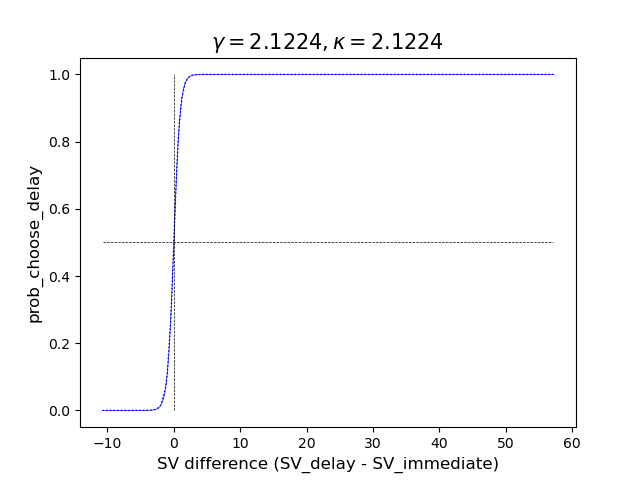 γ = 2.1224, κ = 2.1224
prob_choose_delay
1.0
0.8
0.6
0.4
0.2
0.0
−10 0 10 20 30 40 50 60
SV difference (SV_delay - SV_immediate)